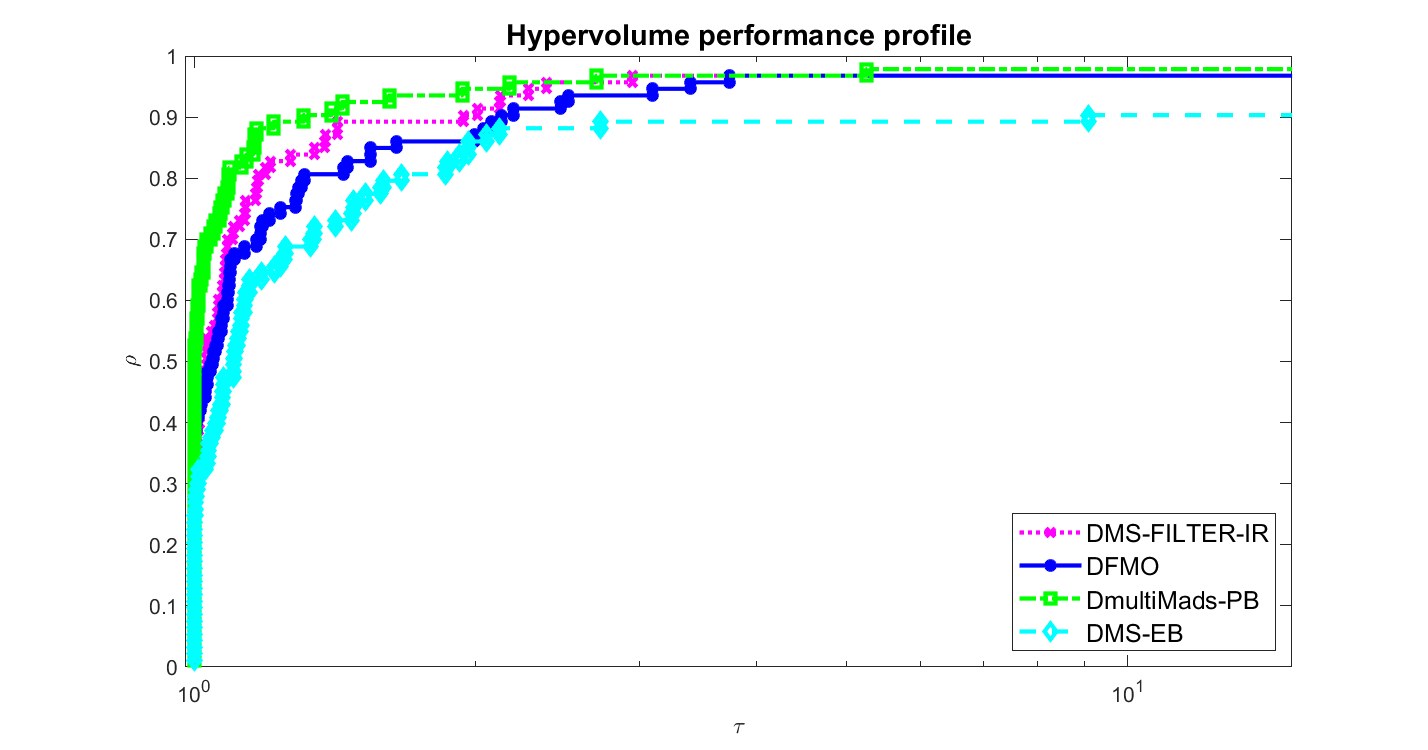 Hypervolume performance profile
1
0.9
0.8
0.7
0.6
0.5
0.4
0.3
0.2
0.1
0
ρ
10^0
10^1
τ
DMS-FILTER-IR
DFMO
DmultiMads-PB
DMS-EB